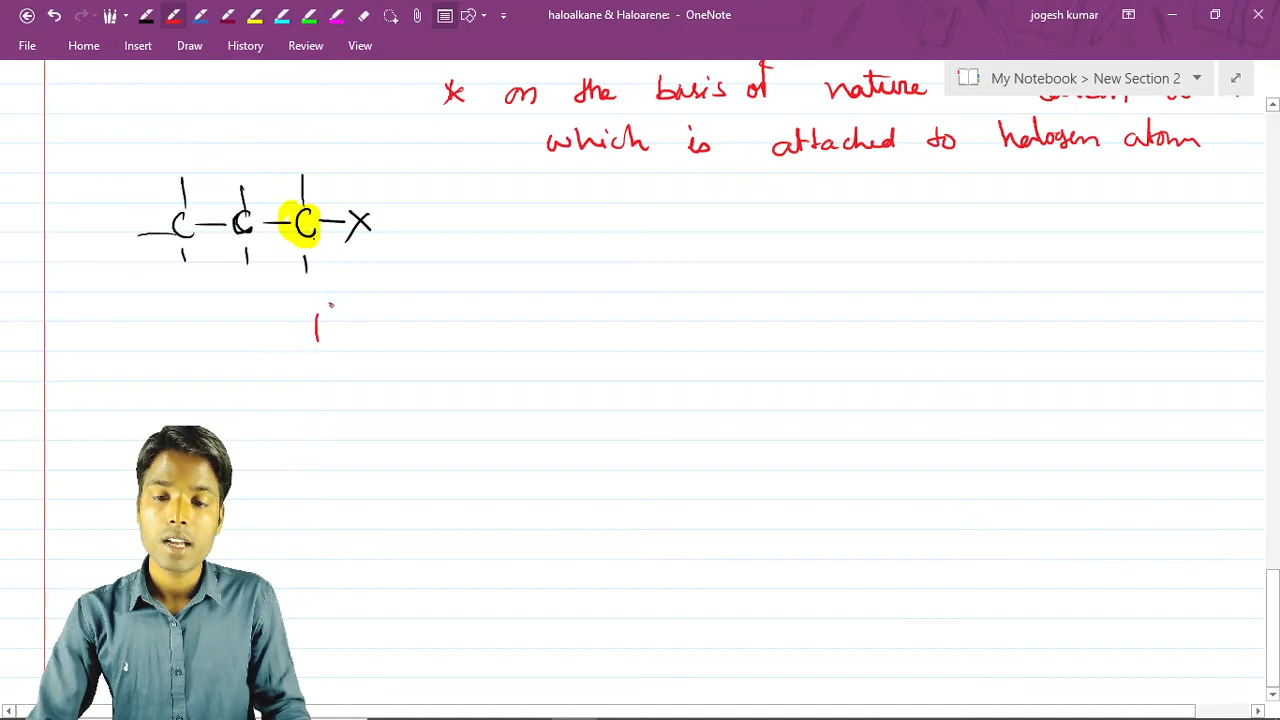 haloalkane & Haloarene: - OneNote
jogesh kumar
File Home Insert Draw History Review View
My Notebook > New Section 2
* on the basis of nature
which is attached to halogen atom
C — C — C — X
1